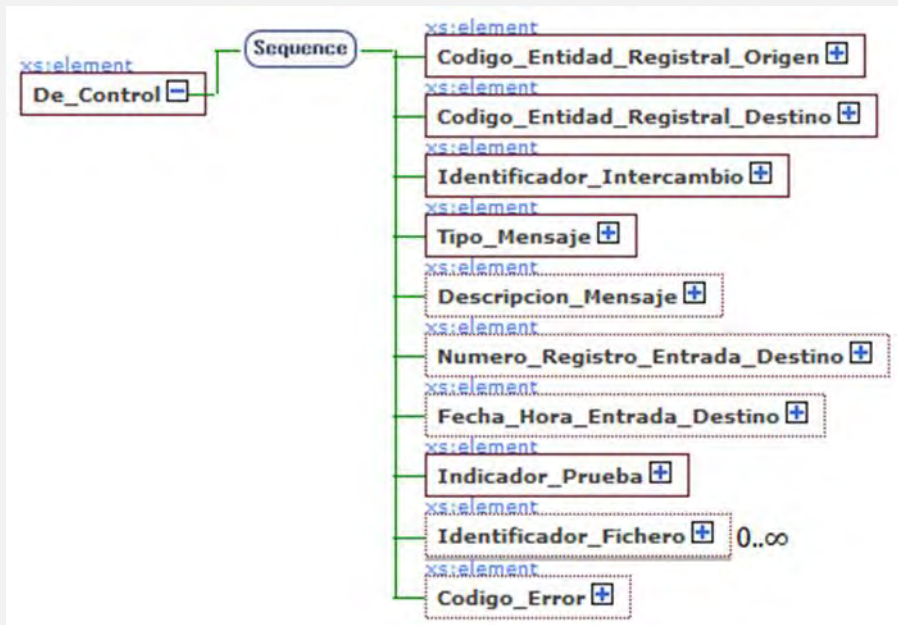 xs:element
De_Control
Sequence
xs:element
Codigo_Entidad_Registral_Origen
xs:element
Codigo_Entidad_Registral_Destino
xs:element
Identificador_Intercambio
xs:element
Tipo_Mensaje
xs:element
Descripcion_Mensaje
xs:element
Numero_Registro_Entrada_Destino
xs:element
Fecha_Hora_Entrada_Destino
xs:element
Indicador_Prueba
xs:element
Identificador_Fichero 0..∞
xs:element
Codigo_Error